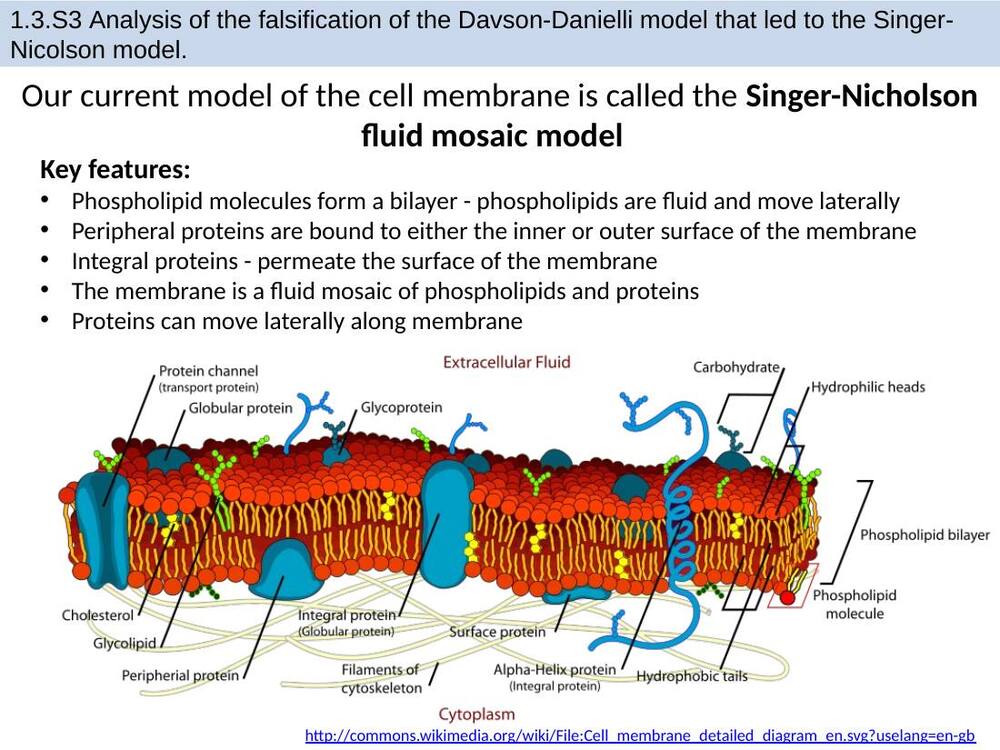 1.3.S3 Analysis of the falsification of the Davson-Danielli model that led to the Singer-
Nicolson model.
Our current model of the cell membrane is called the Singer-Nicholson
fluid mosaic model
Key features:
• Phospholipid molecules form a bilayer - phospholipids are fluid and move laterally
• Peripheral proteins are bound to either the inner or outer surface of the membrane
• Integral proteins - permeate the surface of the membrane
• The membrane is a fluid mosaic of phospholipids and proteins
• Proteins can move laterally along membrane
Extracellular Fluid
Protein channel
(transport protein)
Globular protein
Glycoprotein
Carbohydrate
Hydrophilic heads
Phospholipid bilayer
Phospholipid
molecule
Cholesterol
Glycolipid
Peripherial protein
Integral protein
(Globular protein)
Filaments of
cytoskeleton
Surface protein
Alpha-Helix protein
(Integral protein)
Hydrophobic tails
Cytoplasm
http://commons.wikimedia.org/wiki/File:Cell_membrane_detailed_diagram_en.svg?uselang=en-gb